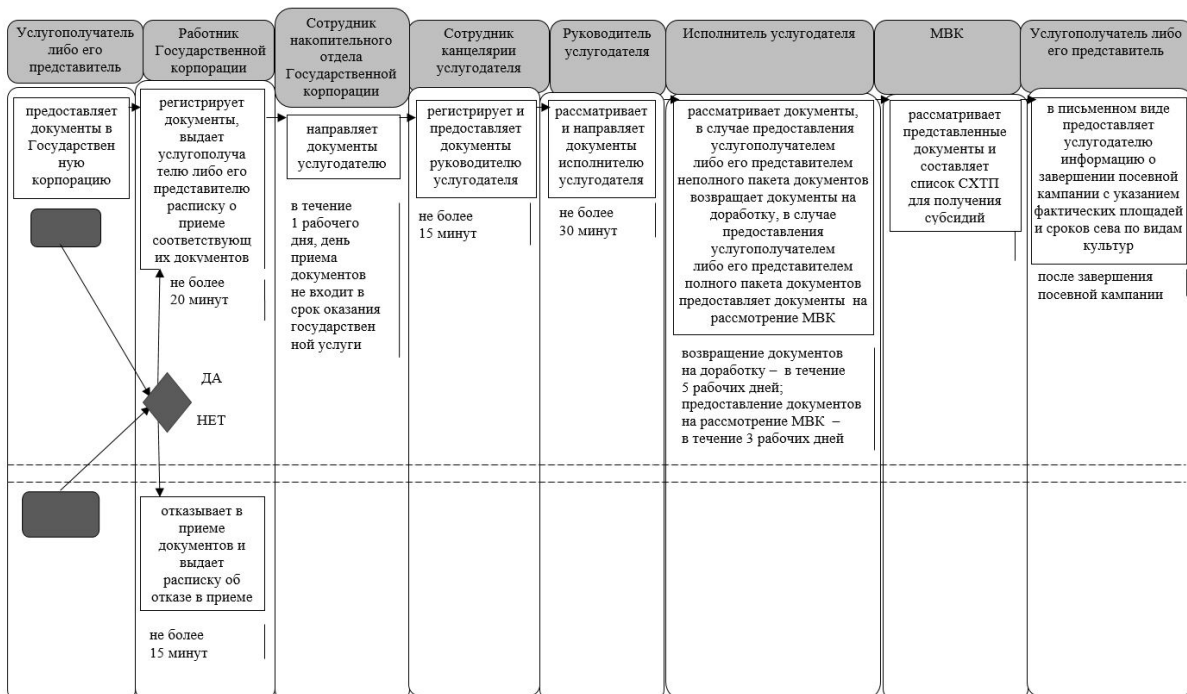 Услугополучатель
либо его
представитель
Работник
Государственной
корпорации
Сотрудник
накопительного
отдела
Государственной
корпорации
Сотрудник
канцелярии
услугодателя
Руководитель
услугодателя
Исполнитель услугодателя
МВК
Услугополучатель либо
его представитель
предоставляет
документы в
Государствен
ную
корпорацию
регистрирует
документы,
выдает
услугополуча
телю либо его
представителю
расписку о
приеме
соответствующ
их документов
не более
20 минут
направляет
документы
услугодателю
в течение
1 рабочего
дня, день
приема
документов
не входит в
срок оказания
государствен
ной услуги
регистрирует и
предоставляет
документы
руководителю
услугодателя
не более
15 минут
рассматривает
и направляет
документы
исполнителю
услугодателя
не более
30 минут
рассматривает документы,
в случае предоставления
услугополучателем
либо его представителем
неполного пакета документов
возвращает документы на
доработку, в случае
предоставления
услугополучателем
либо его представителем
полного пакета документов
предоставляет документы на
рассмотрение МВК
возвращение документов
на доработку – в течение
5 рабочих дней;
предоставление документов
на рассмотрение МВК –
в течение 3 рабочих дней
рассматривает
представленные
документы и
составляет
список СХТП
для получения
субсидий
в письменном виде
предоставляет
услугодателю
информацию о
завершении посевной
кампании с указанием
фактических площадей
и сроков сева по видам
культур
после завершения
посевной кампании
ДА
НЕТ
отказывает в
приеме
документов и
выдает
расписку об
отказе в приеме
не более
15 минут